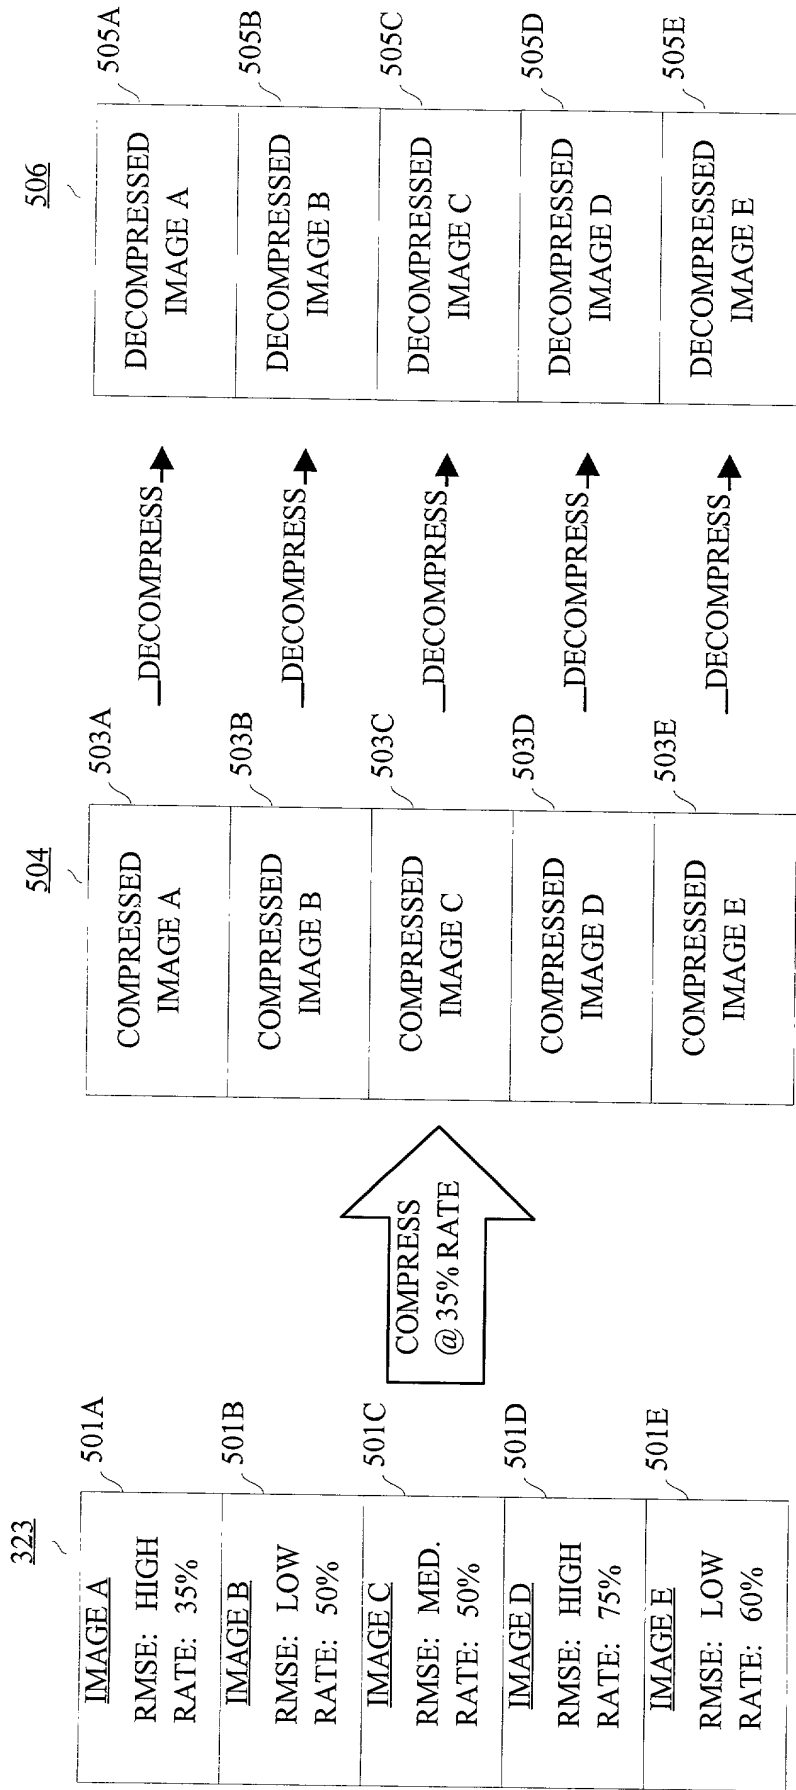 323
IMAGE A
RMSE: HIGH
RATE: 35%
501A
IMAGE B
RMSE: LOW
RATE: 50%
501B
IMAGE C
RMSE: MED.
RATE: 50%
501C
IMAGE D
RMSE: HIGH
RATE: 75%
501D
IMAGE E
RMSE: LOW
RATE: 60%
501E
COMPRESS
@ 35% RATE
504
COMPRESSED
IMAGE A
503A
COMPRESSED
IMAGE B
503B
COMPRESSED
IMAGE C
503C
COMPRESSED
IMAGE D
503D
COMPRESSED
IMAGE E
503E
DECOMPRESS
DECOMPRESS
DECOMPRESS
DECOMPRESS
DECOMPRESS
506
DECOMPRESSED
IMAGE A
505A
DECOMPRESSED
IMAGE B
505B
DECOMPRESSED
IMAGE C
505C
DECOMPRESSED
IMAGE D
505D
DECOMPRESSED
IMAGE E
505E